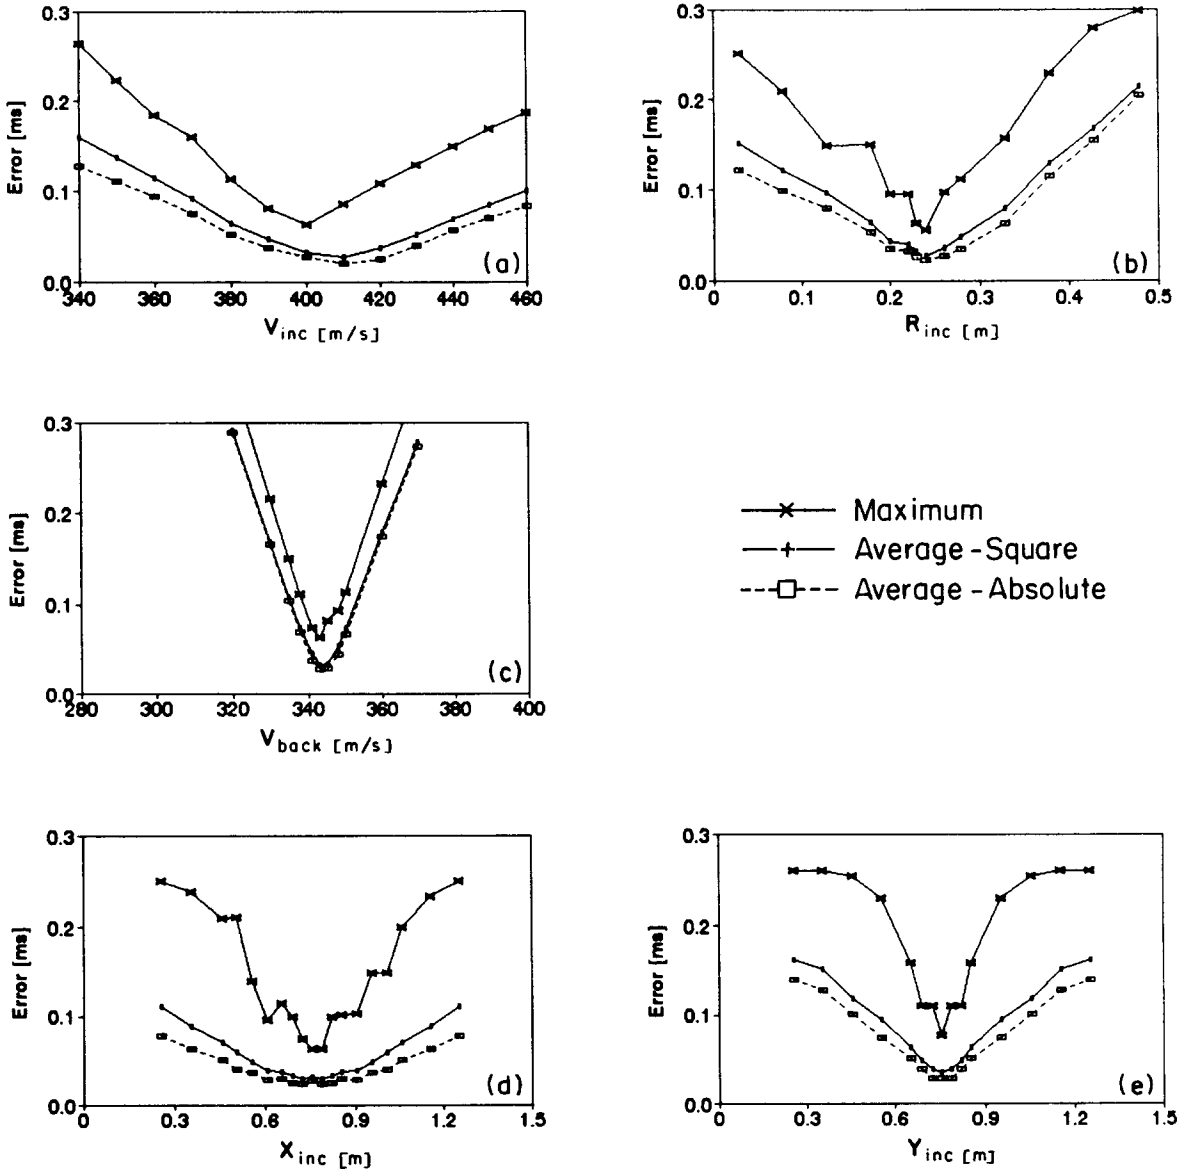 0.3
0.2
0.1
0.0
Error [ms]
340 360 380 400 420 440 460
V inc [m/s]
(a)
0.3
0.2
0.1
0.0
Error [ms]
0 0.1 0.2 0.3 0.4 0.5
R inc [m]
(b)
0.3
0.2
0.1
0.0
Error [ms]
280 300 320 340 360 380 400
V back [m/s]
(c)
Maximum
Average-Square
Average-Absolute
0.3
0.2
0.1
0.0
Error [ms]
0 0.3 0.6 0.9 1.2 1.5
X inc [m]
(d)
0.3
0.2
0.1
0.0
Error [ms]
0 0.3 0.6 0.9 1.2 1.5
Y inc [m]
(e)